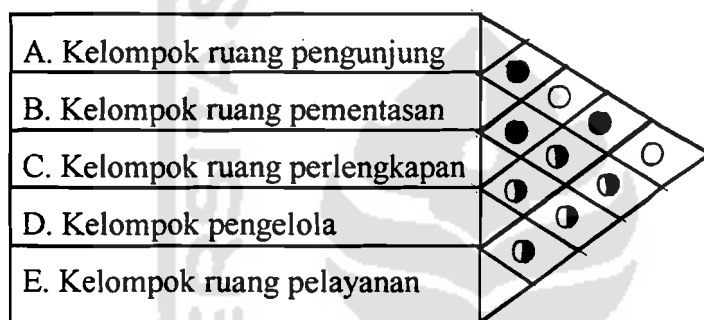 A. Kelompok ruang pengunjung
B. Kelompok ruang pementasan
C. Kelompok ruang perlengkapan
D. Kelompok pengelola
E. Kelompok ruang pelayanan